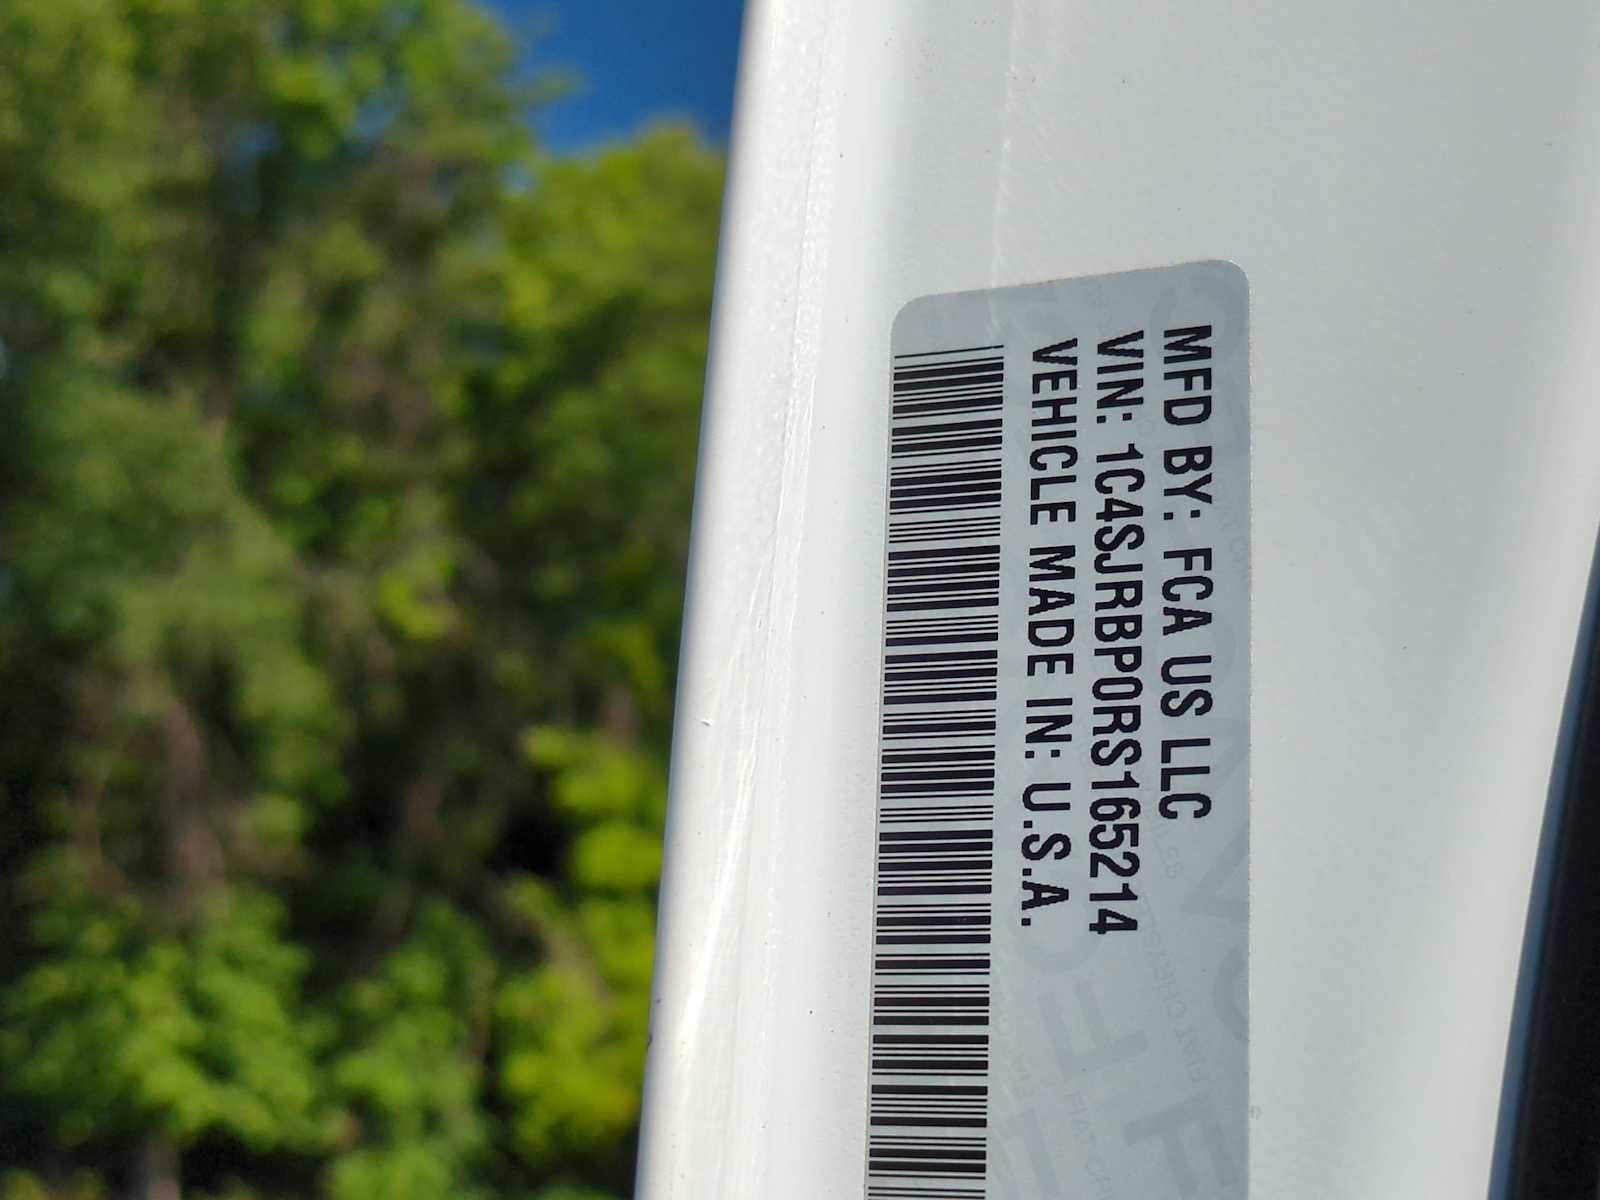 MFD BY: FCA US LLC
VIN: 1C4SJRBP0RS165214
VEHICLE MADE IN: U.S.A.